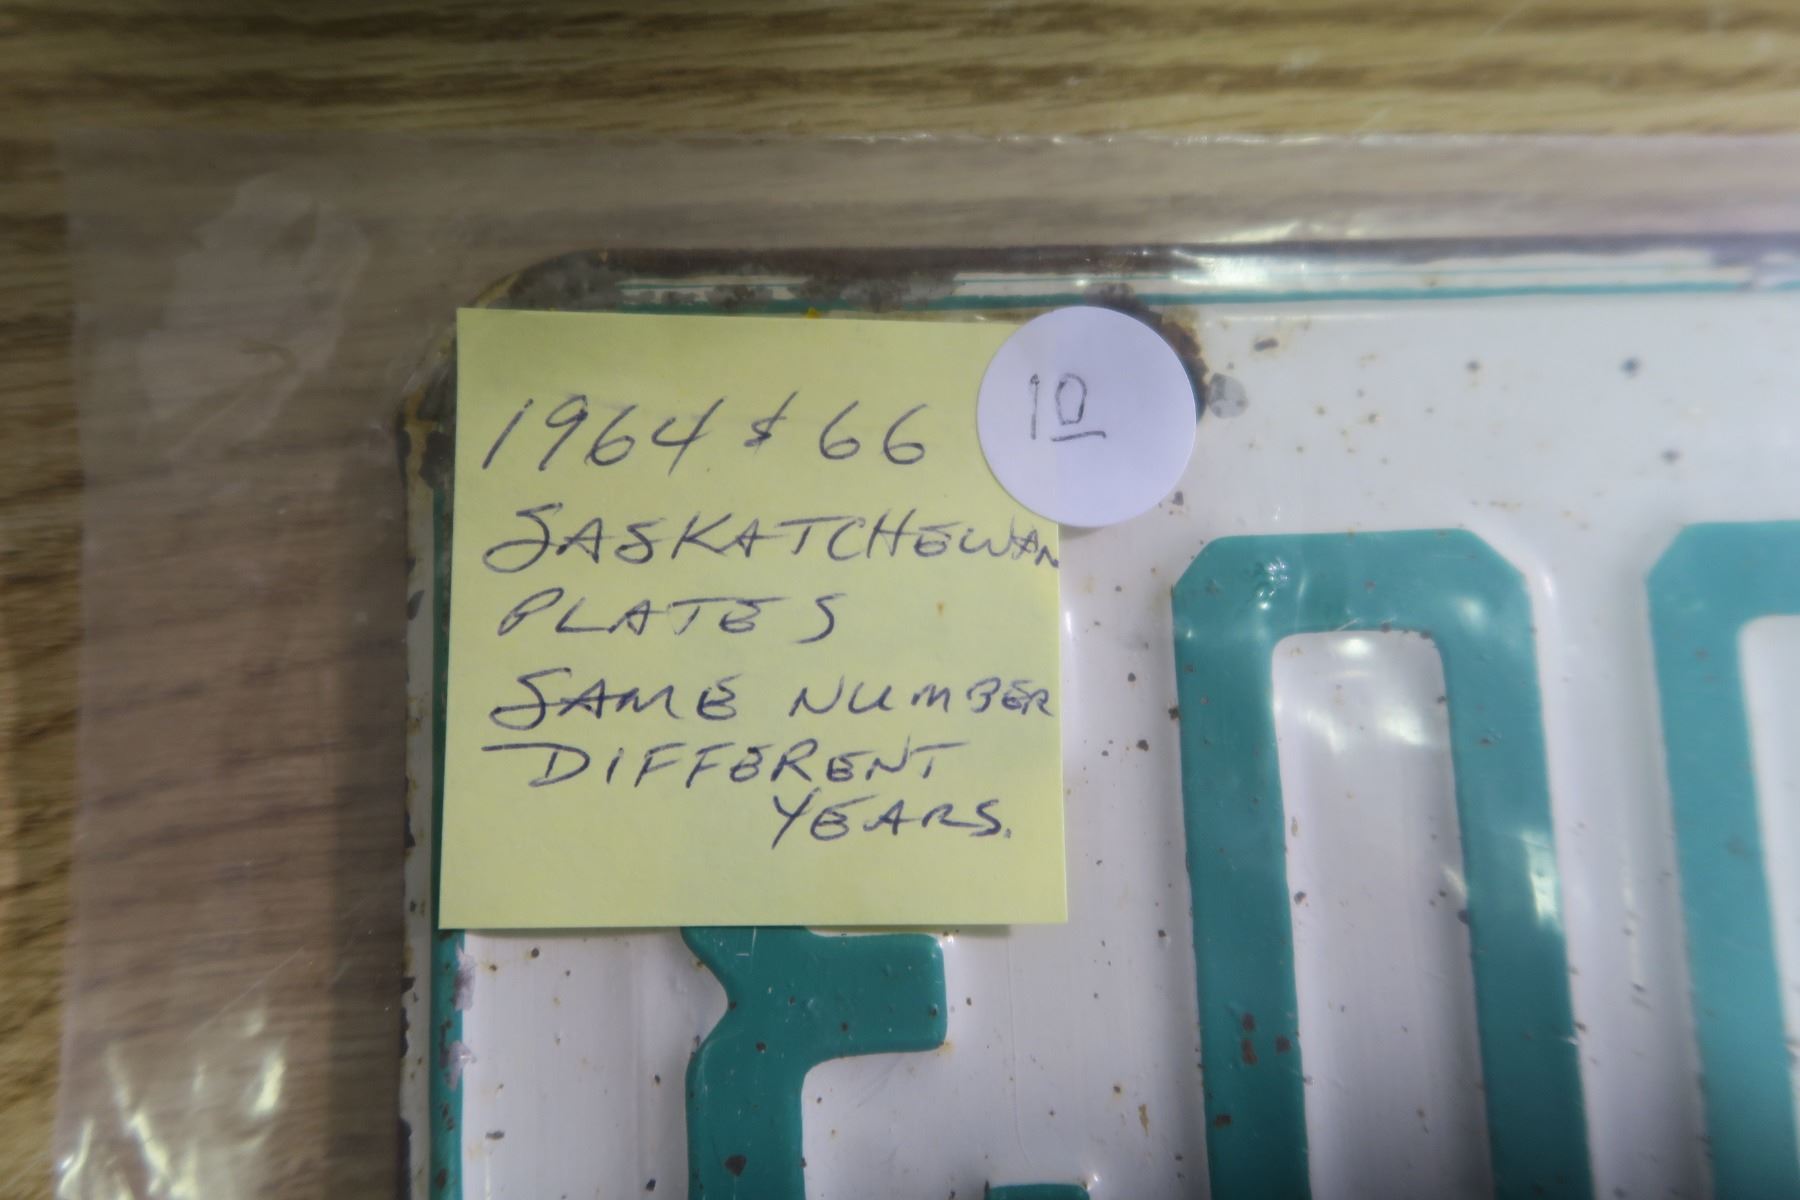 1964 & 66
SASKATCHEWAN
PLATES
SAME NUMBER
DIFFERENT
YEARS.
10